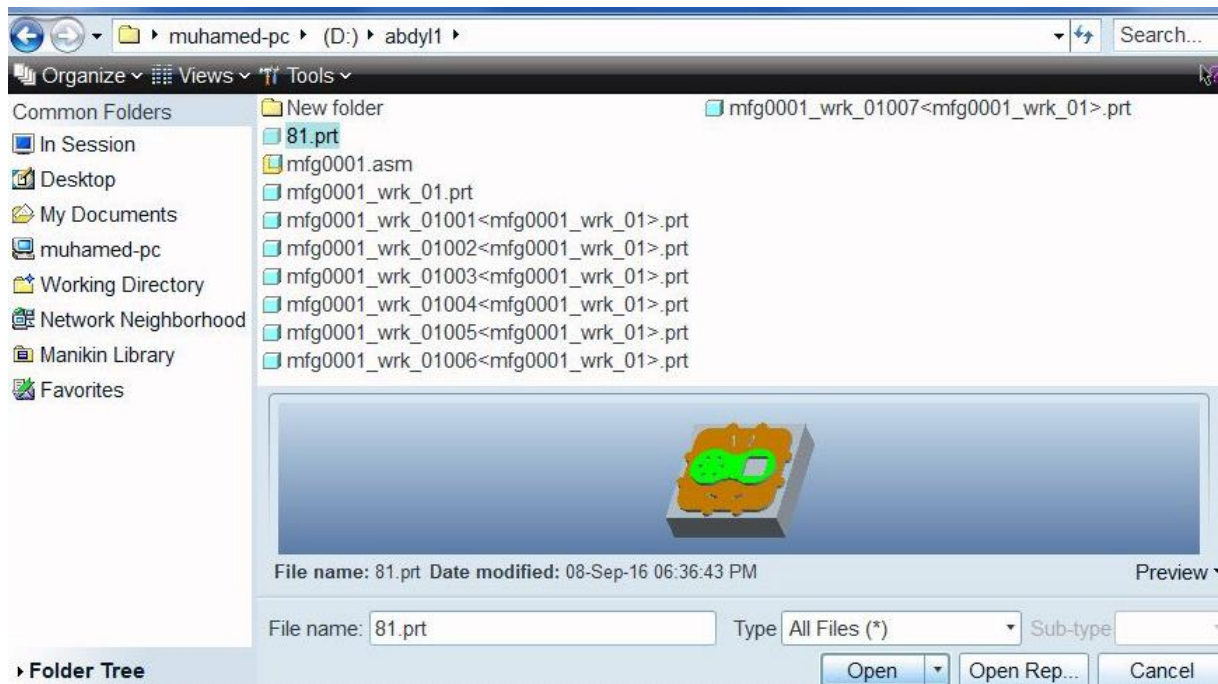 muhamed-pc (D:) abdyl1 Search...
Organize Views Tools
Common Folders
In Session
Desktop
My Documents
muhamed-pc
Working Directory
Network Neighborhood
Manikin Library
Favorites
Folder Tree
New folder
81.prt
mfg0001.asm
mfg0001_wrk_01.prt
mfg0001_wrk_01001<mfg0001_wrk_01>.prt
mfg0001_wrk_01002<mfg0001_wrk_01>.prt
mfg0001_wrk_01003<mfg0001_wrk_01>.prt
mfg0001_wrk_01004<mfg0001_wrk_01>.prt
mfg0001_wrk_01005<mfg0001_wrk_01>.prt
mfg0001_wrk_01006<mfg0001_wrk_01>.prt
mfg0001_wrk_01007<mfg0001_wrk_01>.prt
File name: 81.prt Date modified: 08-Sep-16 06:36:43 PM
Preview
File name: 81.prt Type All Files (*) Sub-type
Open Open Rep... Cancel